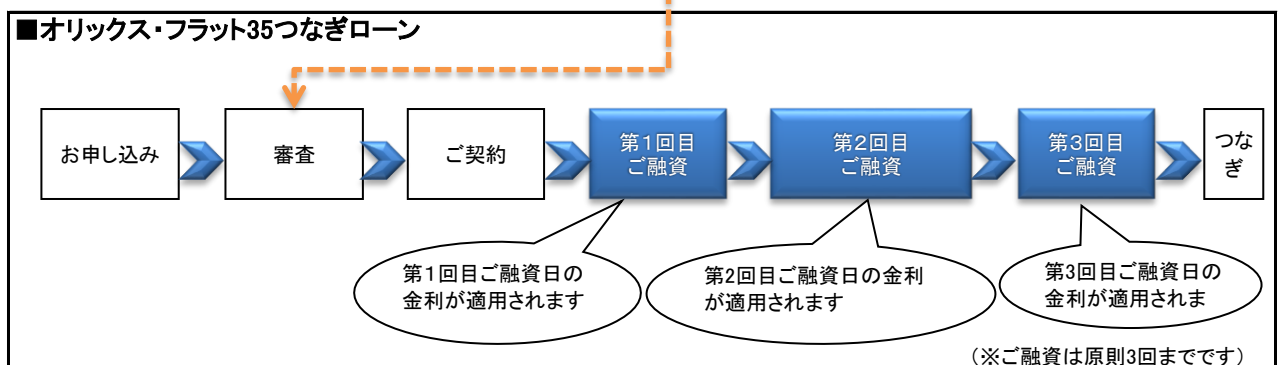 ■オリックス・フラット35つなぎローン
お申し込み
審査
ご契約
第1回目
ご融資
第2回目
ご融資
第3回目
ご融資
つな
ぎ
第1回目ご融資日の
金利が適用されます
第2回目ご融資日の金利
が適用されます
第3回目ご融資日の
金利が適用されま
(※ご融資は原則3回までです)